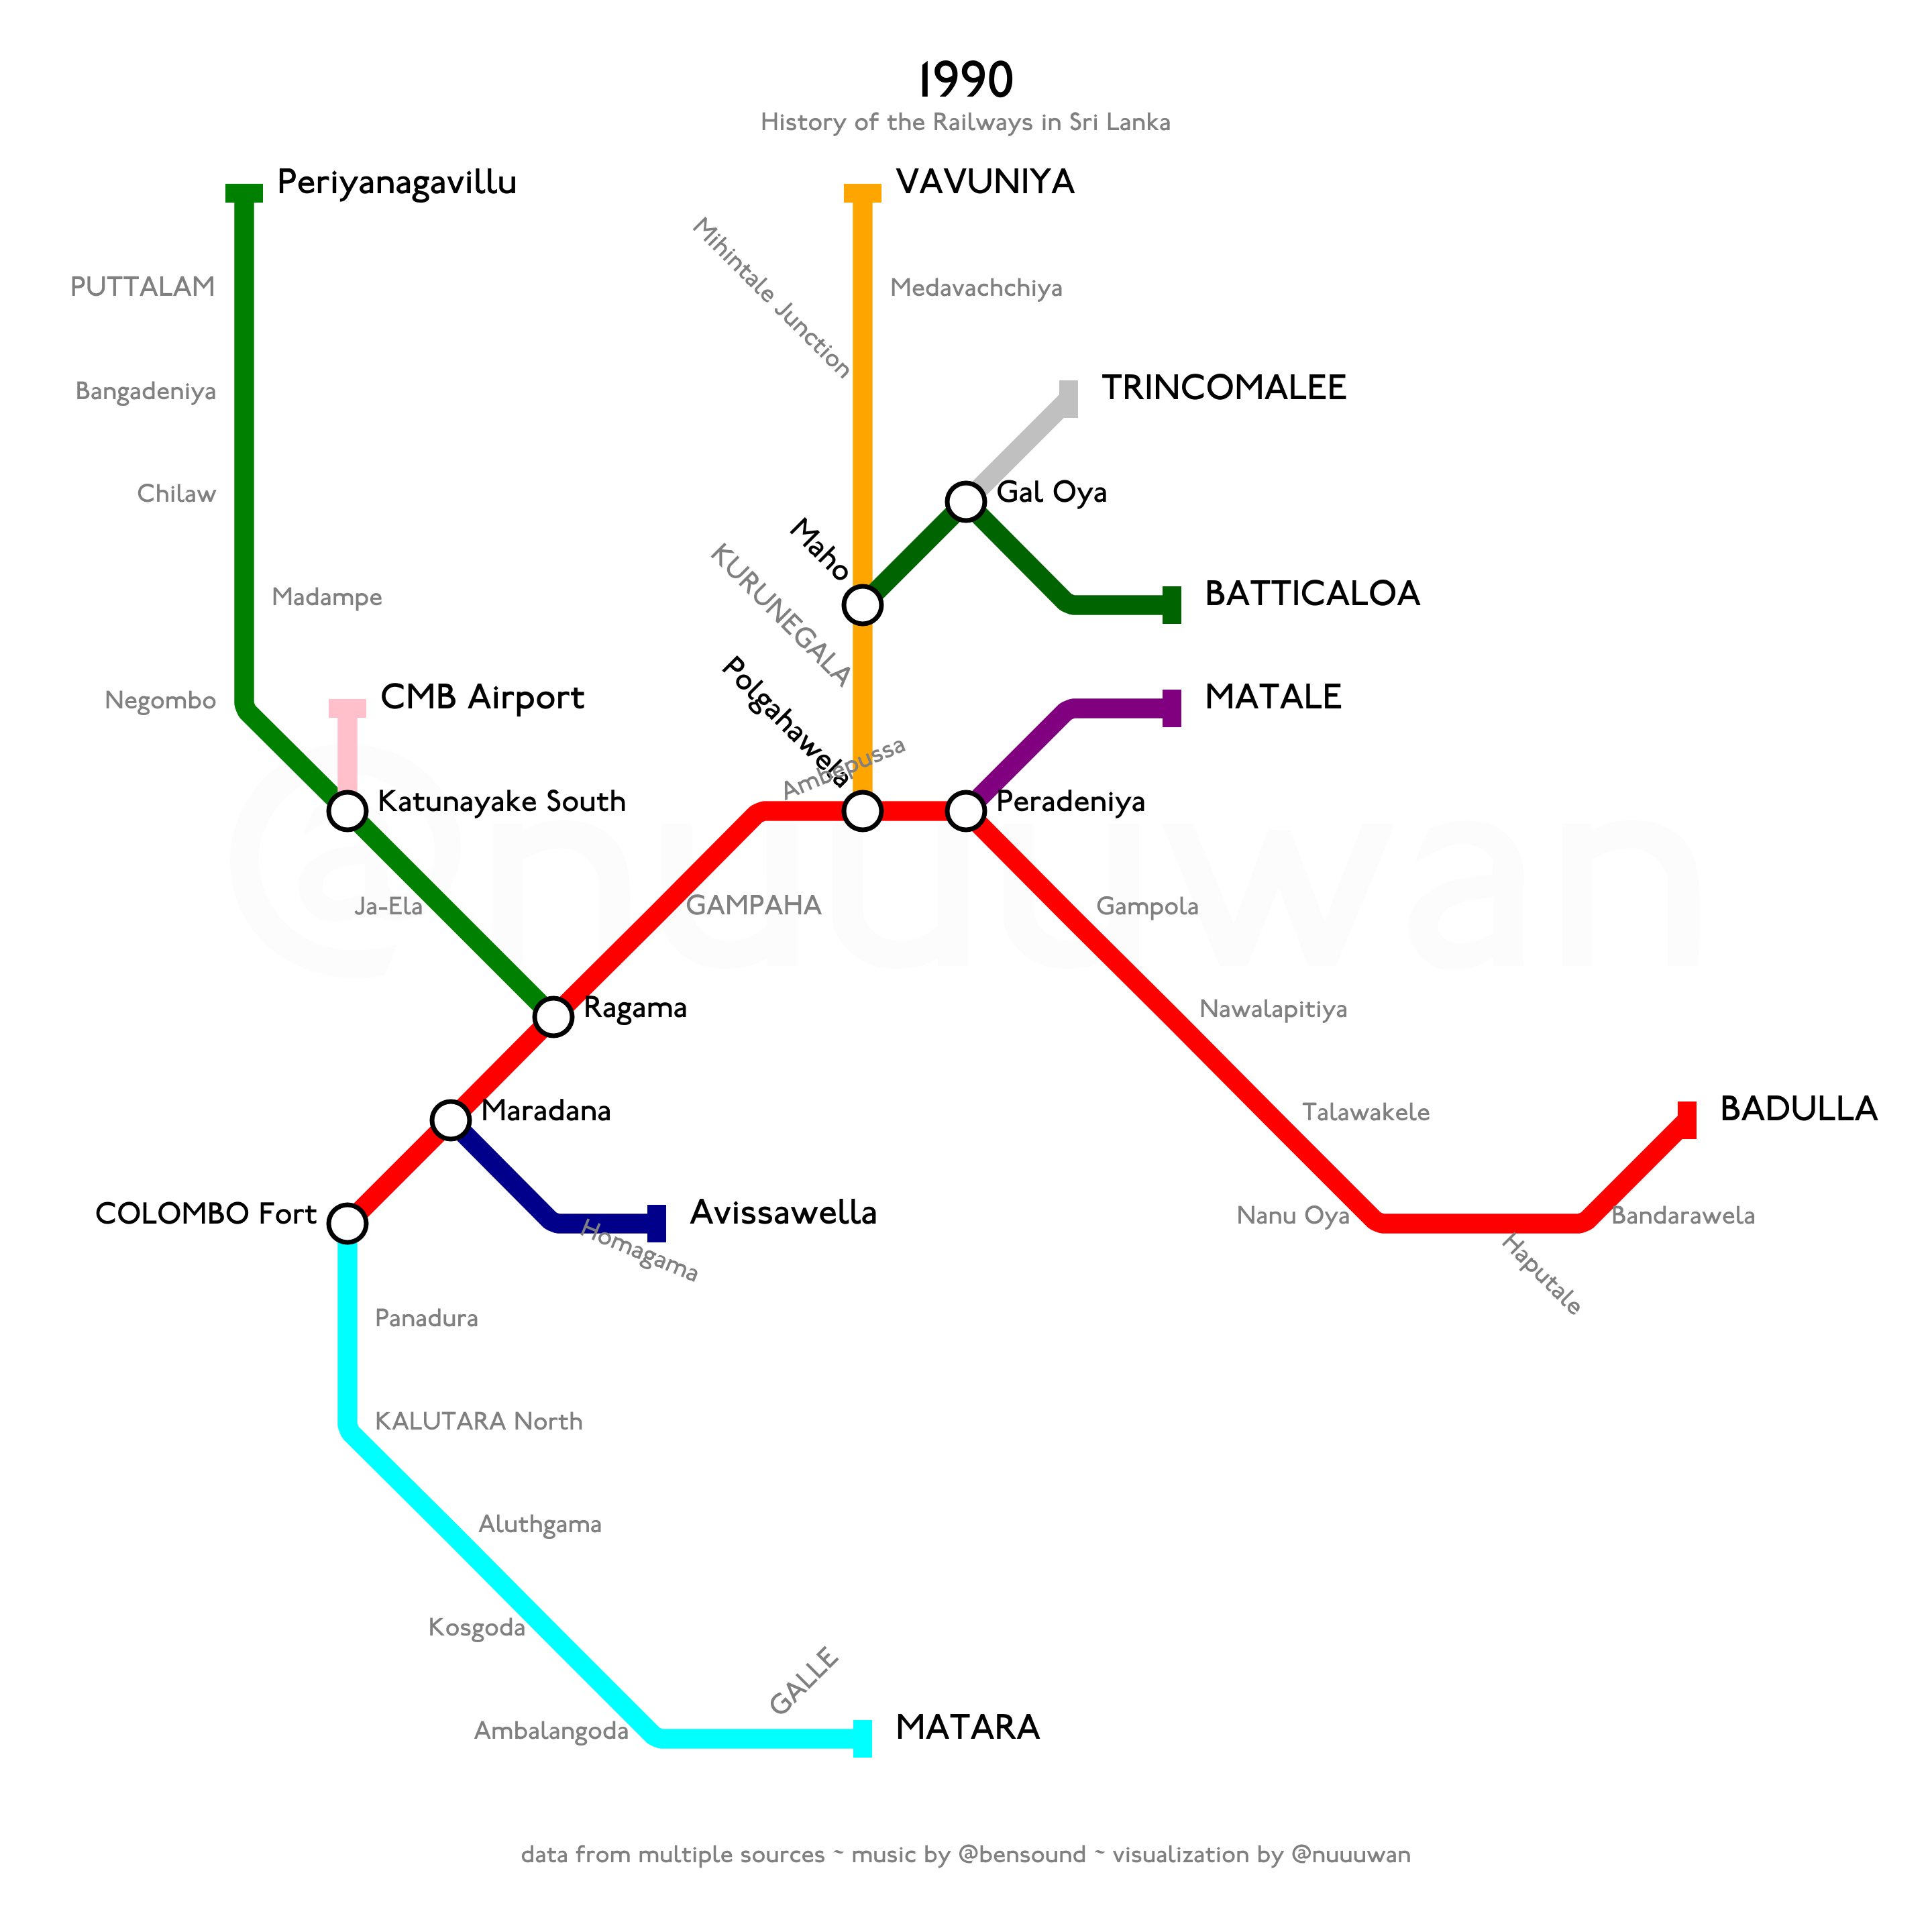 1990
History of the Railways in Sri Lanka
Periyanagavillu
VAVUNIYA
Mihintale Junction
PUTTALAM
Medavachchiya
Bangadeniya
TRINCOMALEE
Chilaw
Gal Oya
Maho
KURUNEGALA
Madampe
BATTICALOA
Negombo
CMB Airport
Polgahawela
MATALE
Ambepussa
Katunayake South
Peradeniya
@nuuuwan
Ja-Ela
GAMPAHA
Gampola
Ragama
Nawalapitiya
Maradana
Talawakele
BADULLA
COLOMBO Fort
Avissawella
Homagama
Nanu Oya
Bandarawela
Haputale
Panadura
KALUTARA North
Aluthgama
Kosgoda
GALLE
Ambalangoda
MATARA
data from multiple sources ~ music by @bensound ~ visualization by @nuuuwan